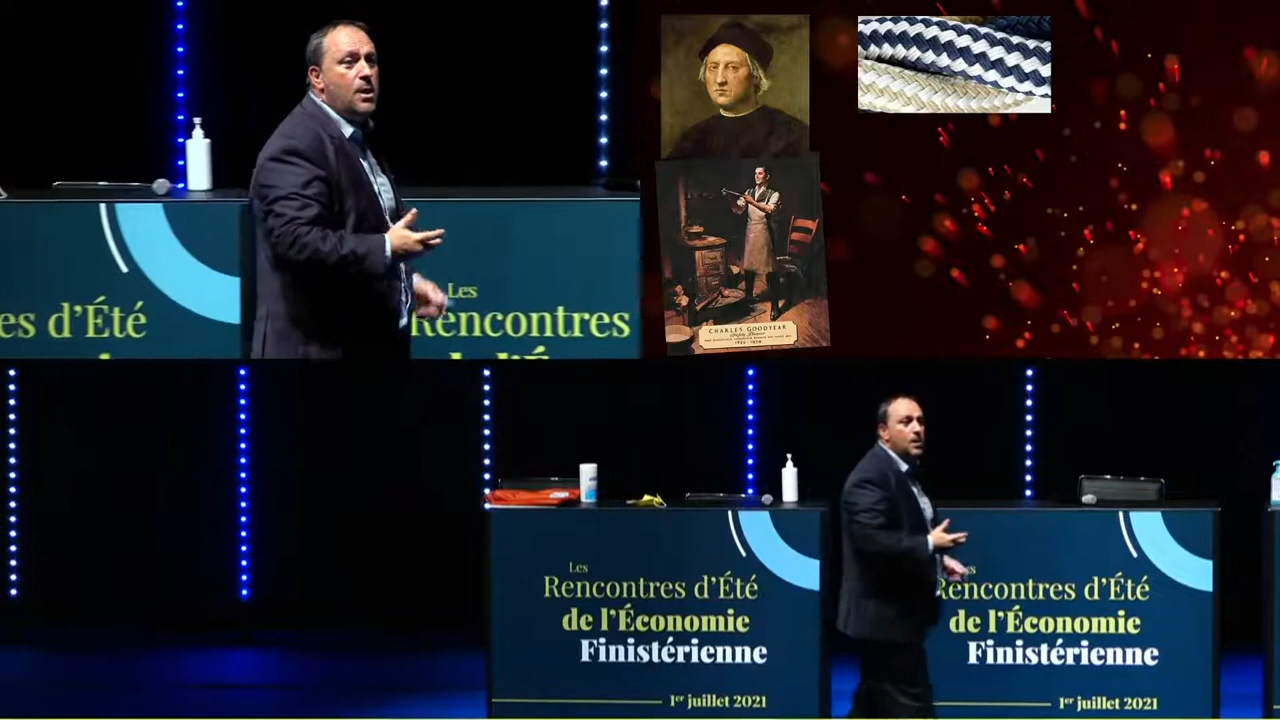 es d'Été
Les
Rencontres
de l'É
CHARLES GOODYEAR
Les
Rencontres d'Été
de l'Économie
Finistérienne
1er juillet 2021
Rencontres d'Été
de l'Économie
Finistérienne
1er juillet 2021